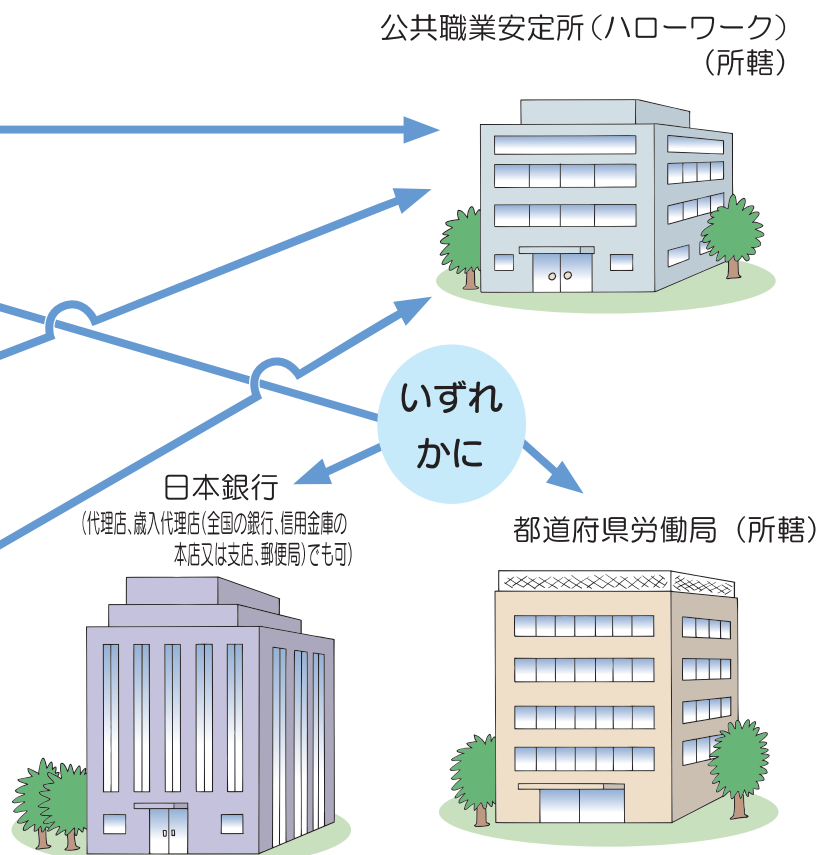 公共職業安定所(ハローワーク)
(所轄)
いずれ
かに
日本銀行
(代理店、歳入代理店(全国の銀行、信用金庫の
本店又は支店、郵便局)でも可)
都道府県労働局(所轄)